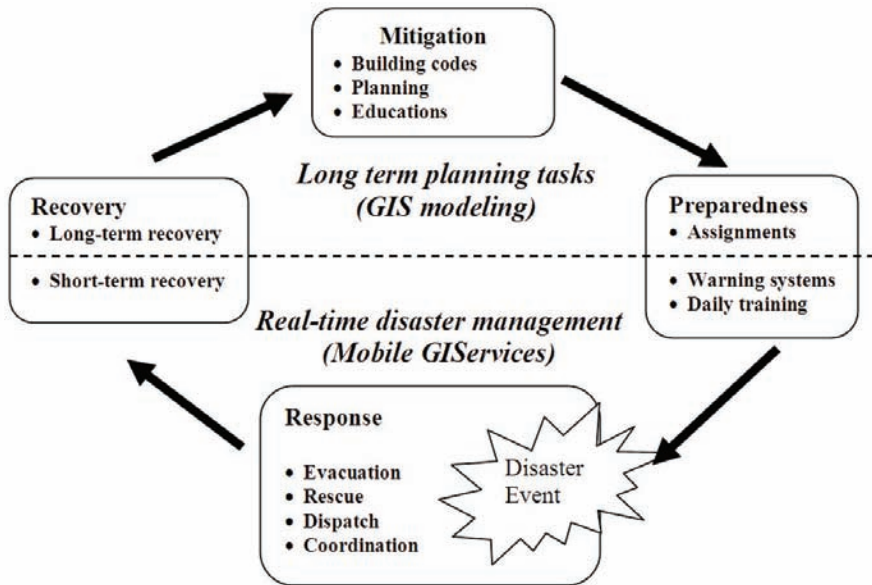 Mitigation
• Building codes
• Planning
• Educations
Long term planning tasks
(GIS modeling)
Recovery
• Long-term recovery
• Short-term recovery
Preparedness
• Assignments
• Warning systems
• Daily training
Real-time disaster management
(Mobile GIServices)
Response
• Evacuation
• Rescue
• Dispatch
• Coordination
Disaster
Event